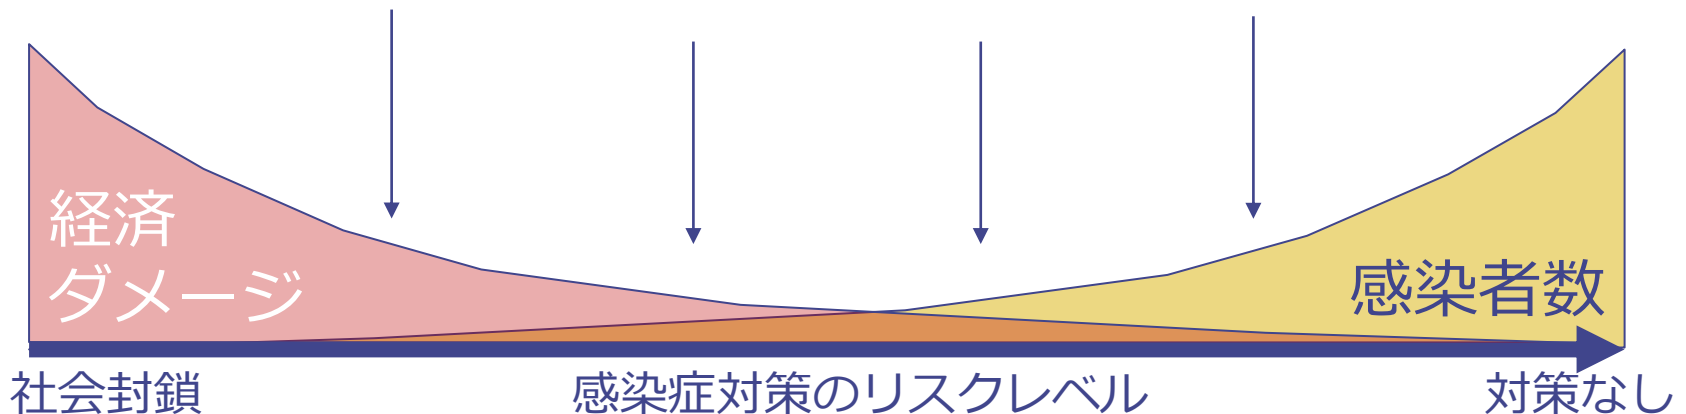 経済
ダメージ
感染者数
社会封鎖
感染症対策のリスクレベル
対策なし